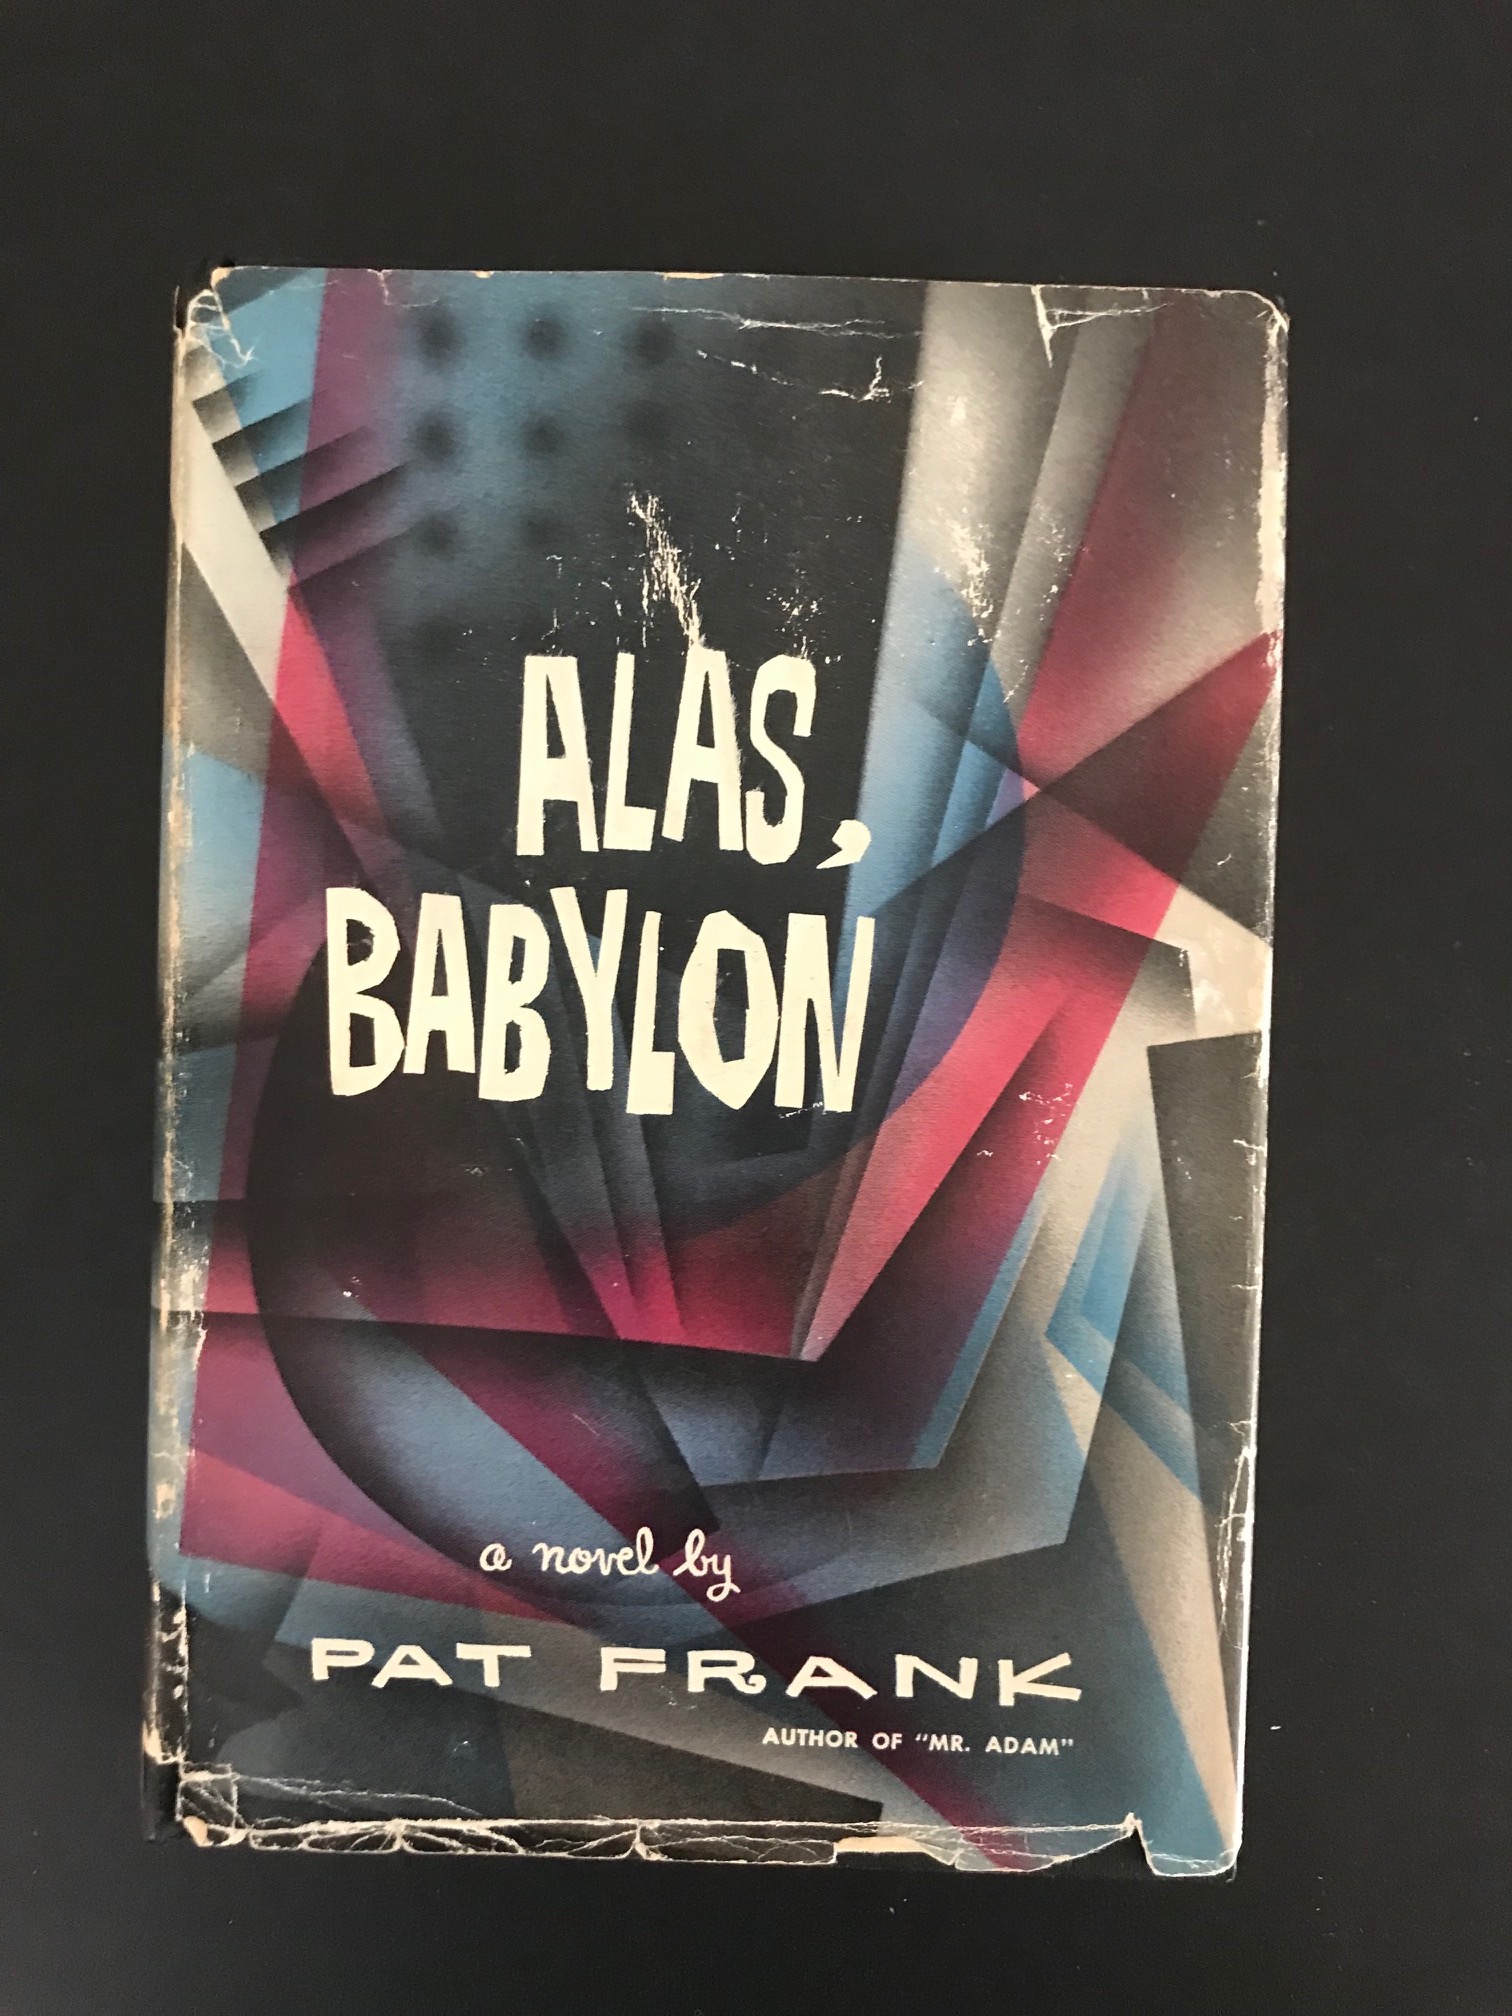 ALAS,
BABYLON
a novel by
PAT FRANK
AUTHOR OF "MR. ADAM"